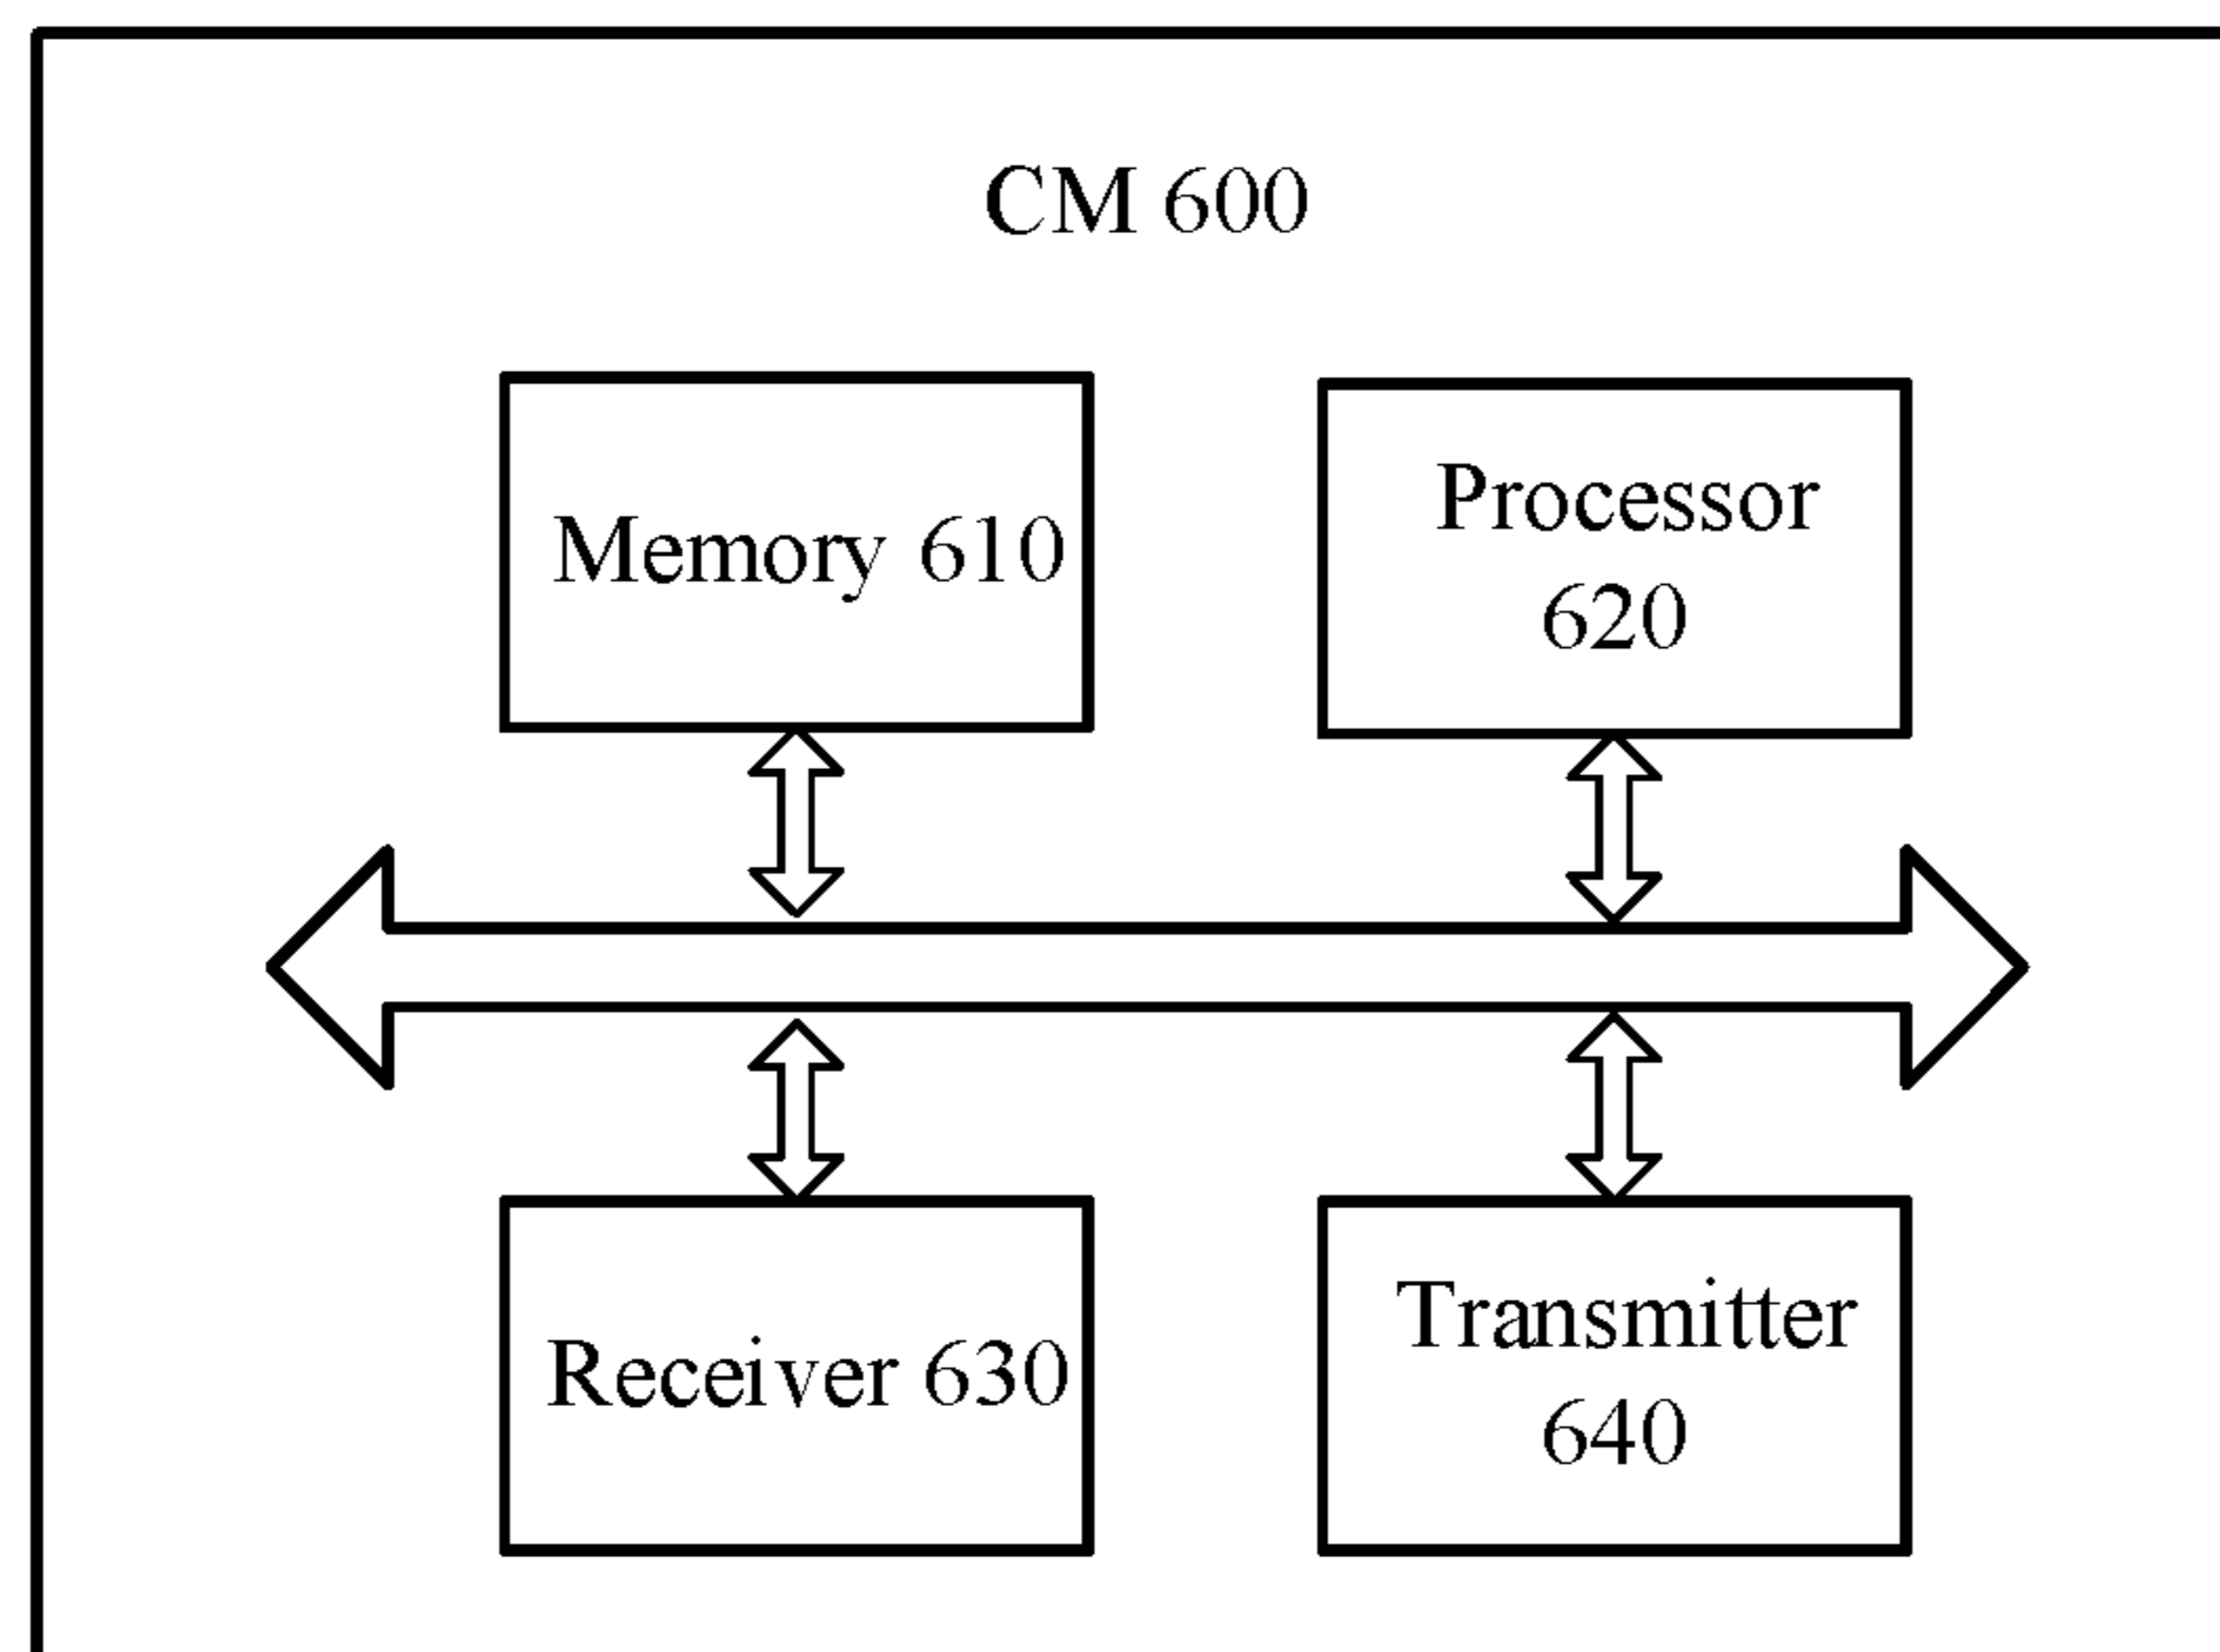 CM 600
Memory 610
Processor
620
Receiver 630
Transmitter
640